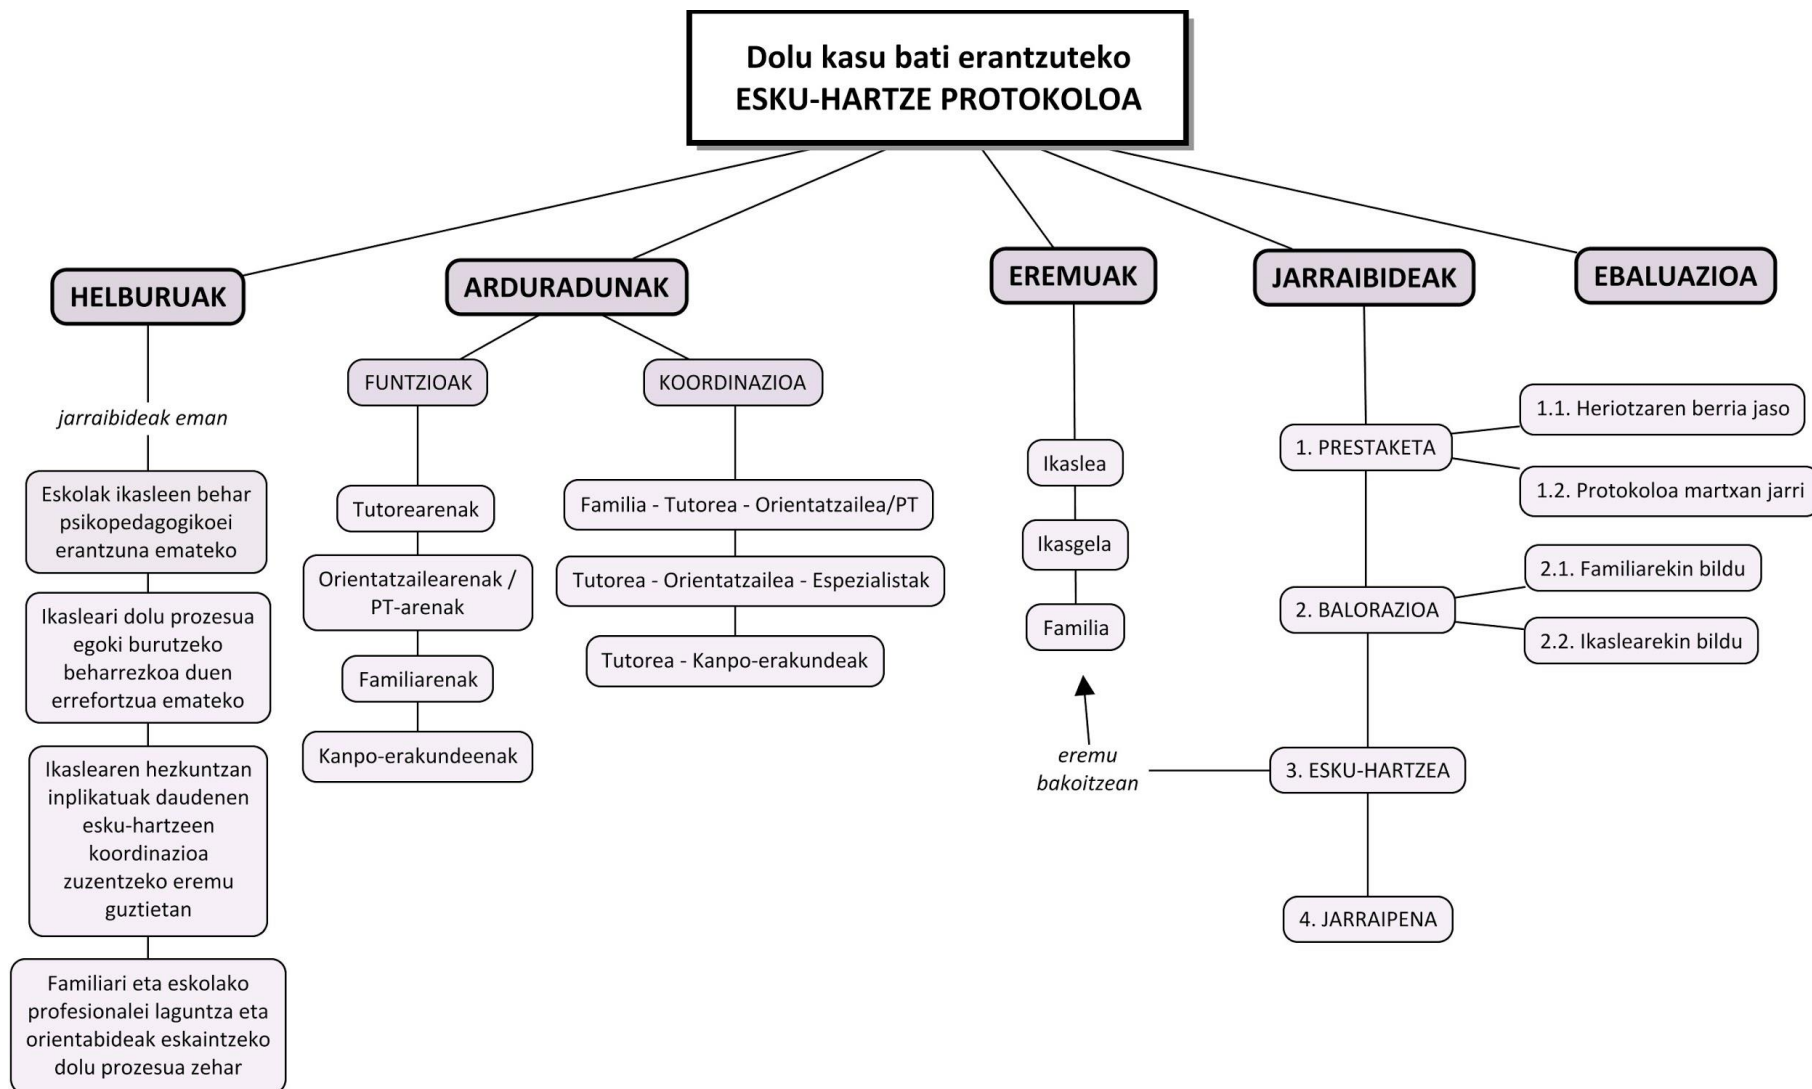 Dolu kasu bati erantzuteko
ESKU-HARTZE PROTOKOLOA
HELBURUAK
jarraibideak eman
Eskolak ikasleen behar
psikopedagogikoei
erantzuna emateko
Ikasleari dolu prozesua
egoki burutzeko
beharrezkoa duen
errefortzua emateko
Ikaslearen hezkuntzan
inplikatuak daudenen
esku-hartzeen
koordinazioa
zuzentzeko eremu
guztietan
Familiari eta eskolako
profesionalei laguntza eta
orientabideak eskaintzeko
dolu prozesua zehar
ARDURADUNAK
FUNTZIOAK
Tutorearenak
Orientatzailearenak /
PT-arenak
Familiarenak
Kanpo-erakundeenak
KOORDINAZIOA
Familia - Tutorea - Orientatzailea/PT
Tutorea - Orientatzailea - Espezialistak
Tutorea - Kanpo-erakundeak
EREMUAK
Ikaslea
Ikasgela
Familia
eremu
bakoitzean
JARRAIBIDEAK
1. PRESTAKETA
1.1. Heriotzaren berria jaso
1.2. Protokoloa martxan jarri
2. BALORAZIOA
2.1. Familiarekin bildu
2.2. Ikaslearekin bildu
3. ESKU-HARTZEA
4. JARRAIPENA
EBALUAZIOA